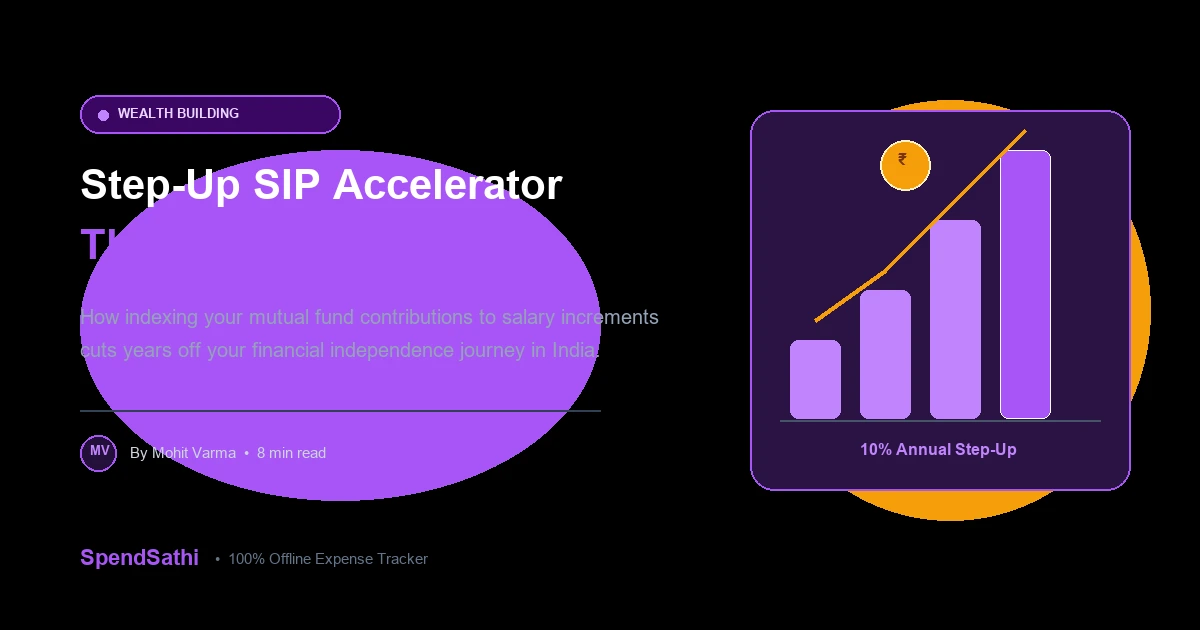 WEALTH BUILDING
Step-Up SIP Accelerator
How indexing your mutual fund contributions to salary increments
cuts years off your financial independence journey in India.
MV By Mohit Varma • 8 min read
SpendSathi • 100% Offline Expense Tracker
₹
10% Annual Step-Up